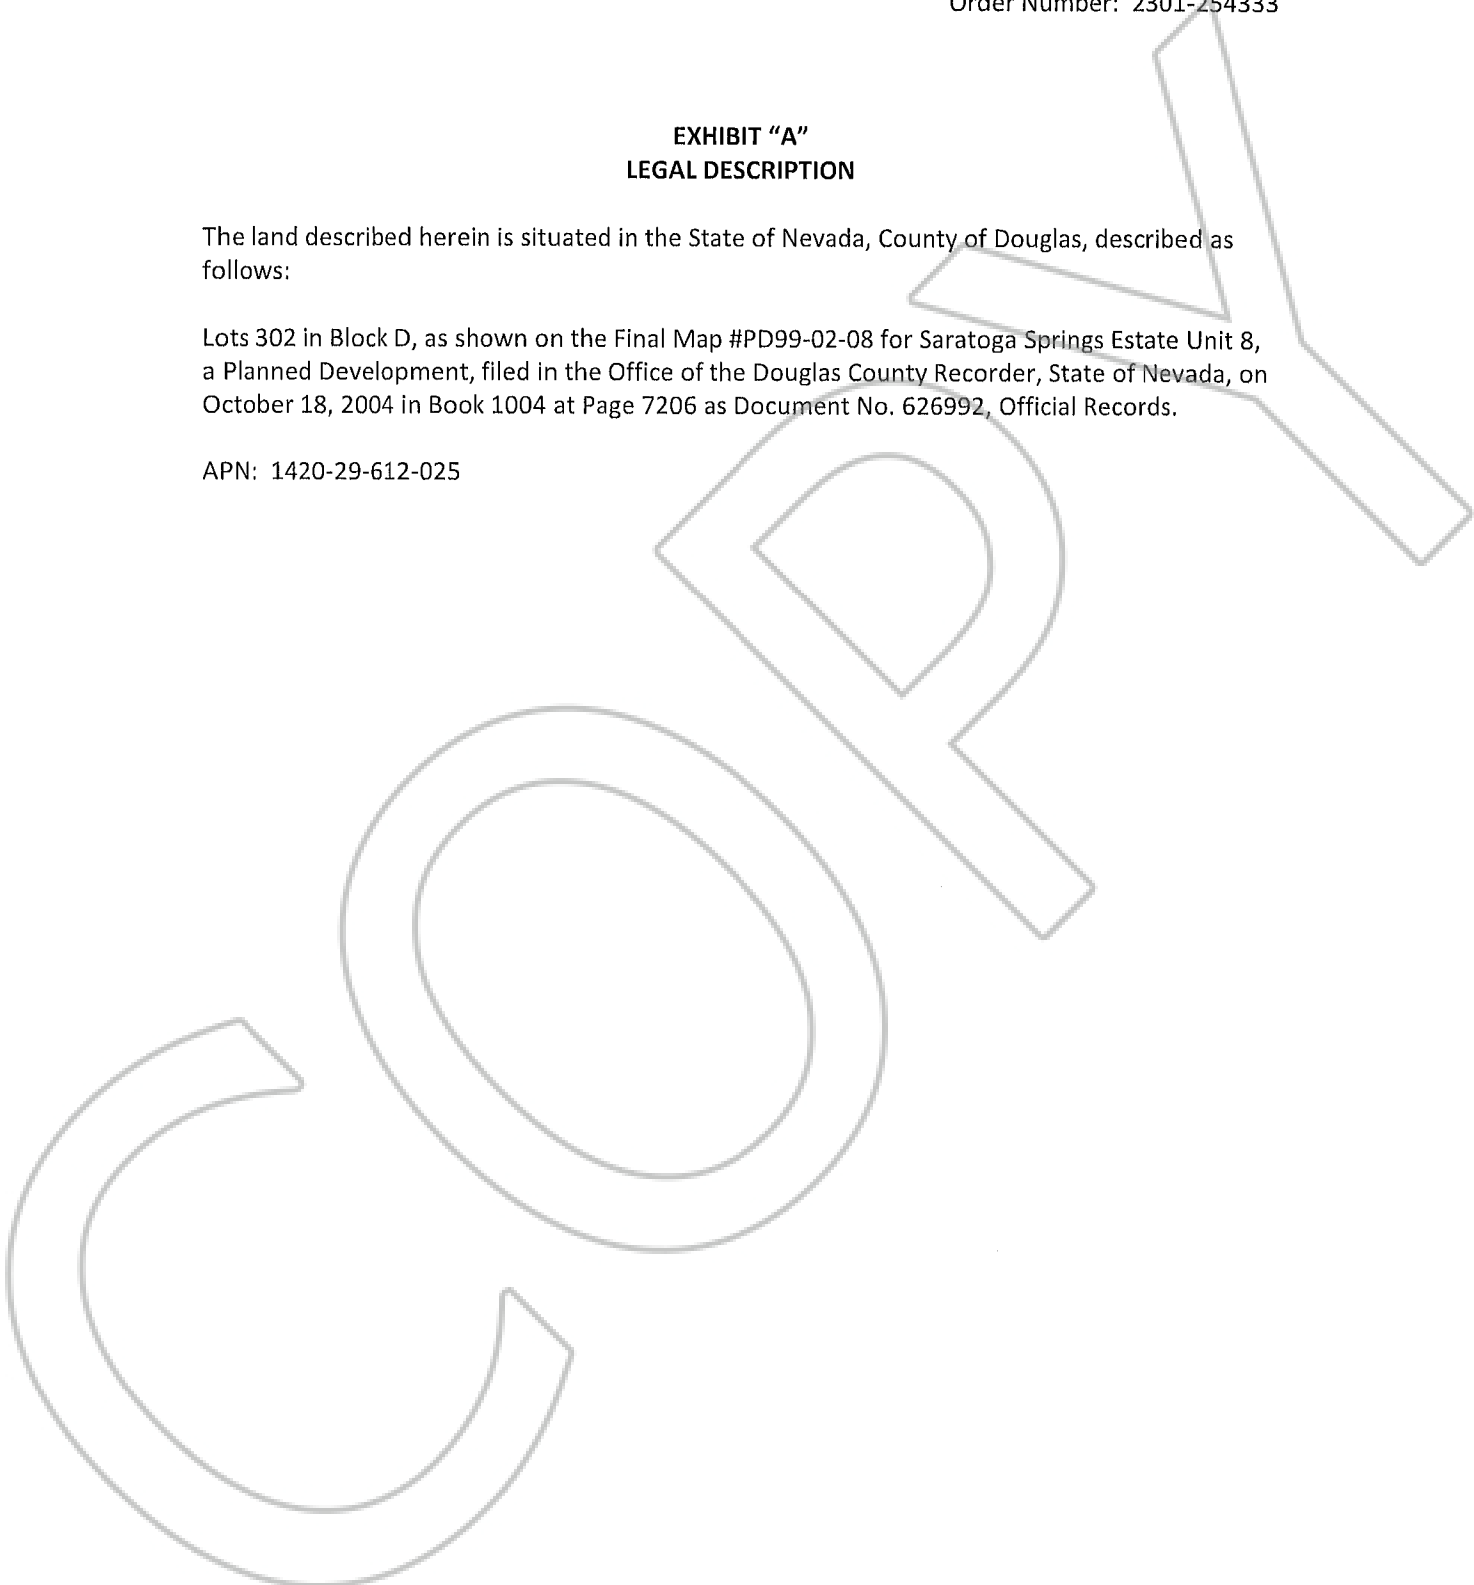 Order Number: 2301-254333
EXHIBIT “A”
LEGAL DESCRIPTION
The land described herein is situated in the State of Nevada, County of Douglas, described as
follows:
Lots 302 in Block D, as shown on the Final Map #PD99-02-08 for Saratoga Springs Estate Unit 8,
a Planned Development, filed in the Office of the Douglas County Recorder, State of Nevada, on
October 18, 2004 in Book 1004 at Page 7206 as Document No. 626992, Official Records.
APN: 1420-29-612-025
COPY